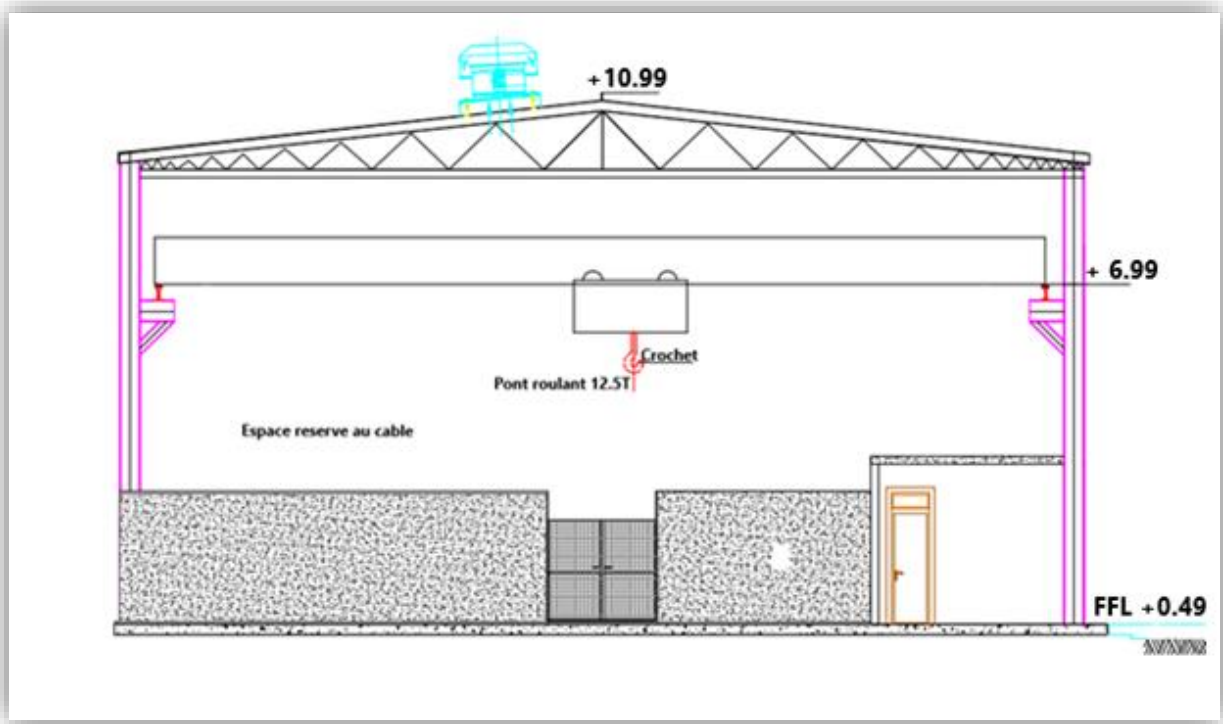 +10.99
+ 6.99
Crochet
Pont roulant 12.5T
Espace reserve au cable
FFL +0.49